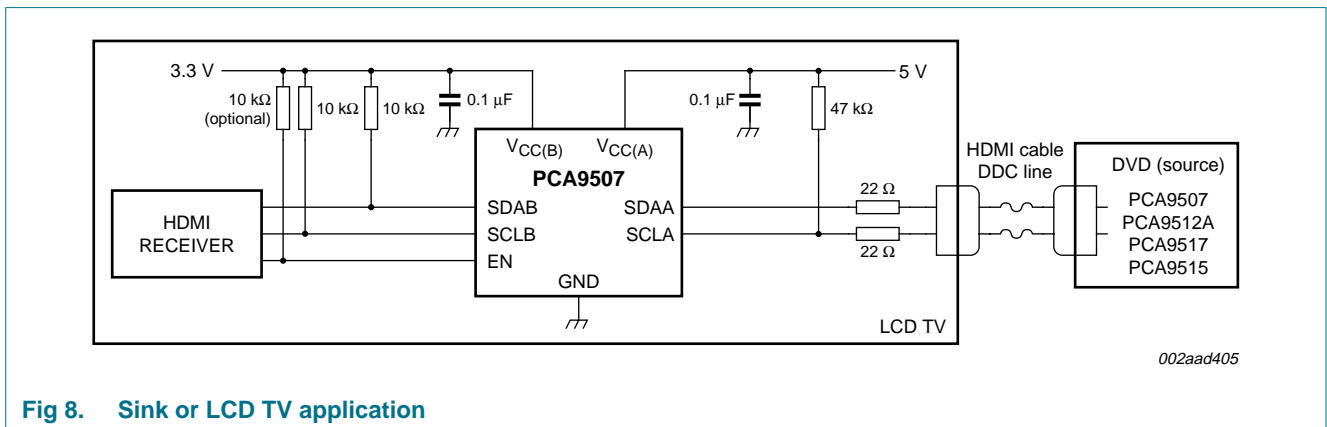 3.3 V
5 V
10 kΩ
(optional)
10 kΩ
10 kΩ
0.1 μF
0.1 μF
47 kΩ
VCC(B)
VCC(A)
PCA9507
HDMI cable
DDC line
DVD (source)
HDMI
RECEIVER
SDAB
SCLB
EN
SDAA
SCLA
GND
22 Ω
22 Ω
PCA9507
PCA9512A
PCA9517
PCA9515
LCD TV
002aad405
Fig 8. Sink or LCD TV application